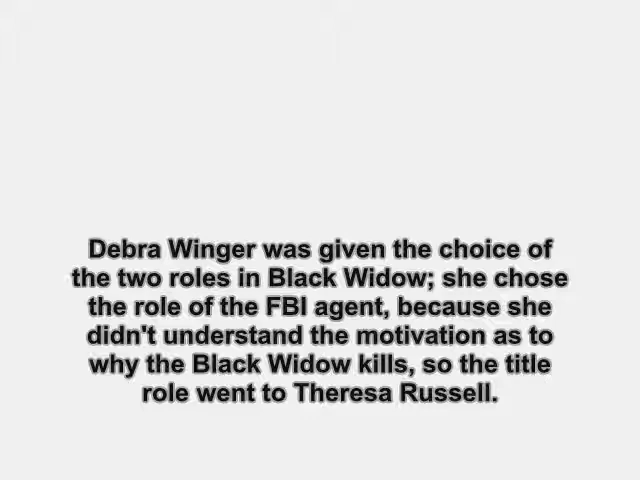 Debra Winger was given the choice of
the two roles in Black Widow; she chose
the role of the FBI agent, because she
didn't understand the motivation as to
why the Black Widow kills, so the title
role went to Theresa Russell.